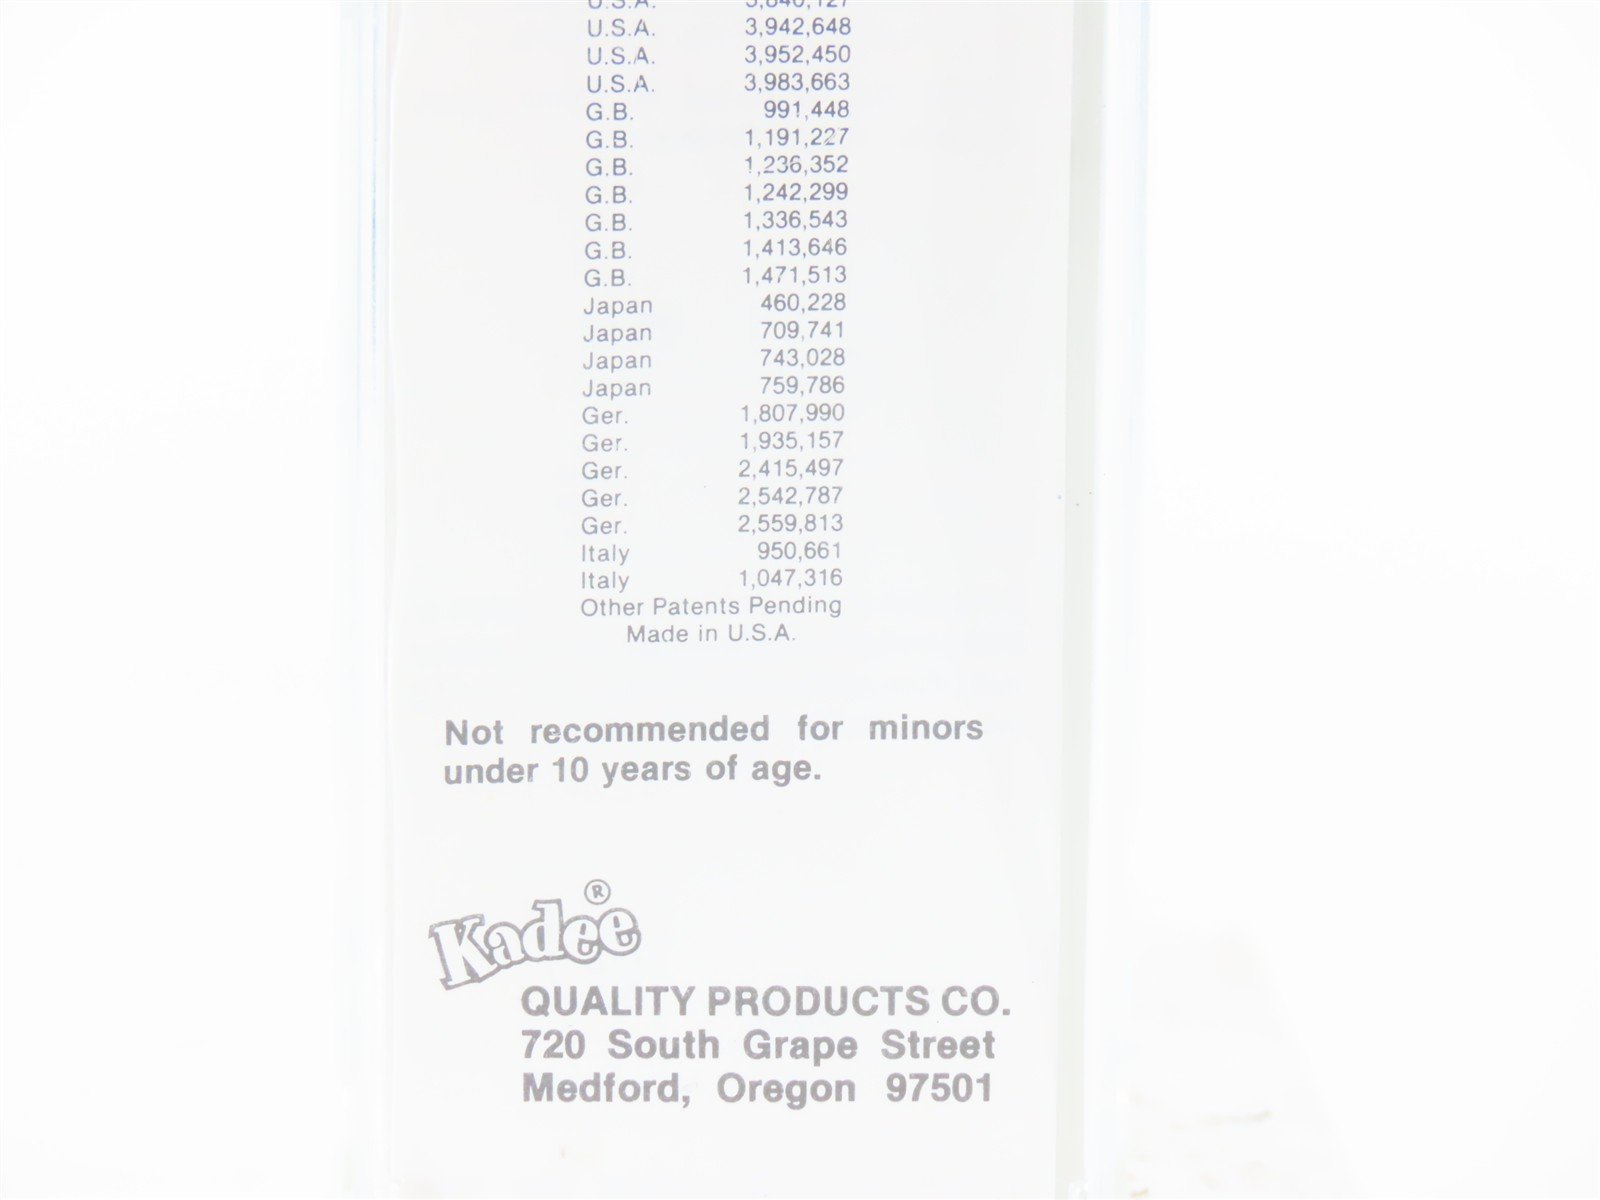 U.S.A. 3,840,127
U.S.A. 3,942,648
U.S.A. 3,952,450
U.S.A. 3,983,663
G.B. 991,448
G.B. 1,191,227
G.B. 1,236,352
G.B. 1,242,299
G.B. 1,336,543
G.B. 1,413,646
G.B. 1,471,513
Japan 460,228
Japan 709,741
Japan 743,028
Japan 759,786
Ger. 1,807,990
Ger. 1,935,157
Ger. 2,415,497
Ger. 2,542,787
Ger. 2,559,813
Italy 950,661
Italy 1,047,316
Other Patents Pending
Made in U.S.A.
Not recommended for minors
under 10 years of age.
Kadee®
QUALITY PRODUCTS CO.
720 South Grape Street
Medford, Oregon 97501